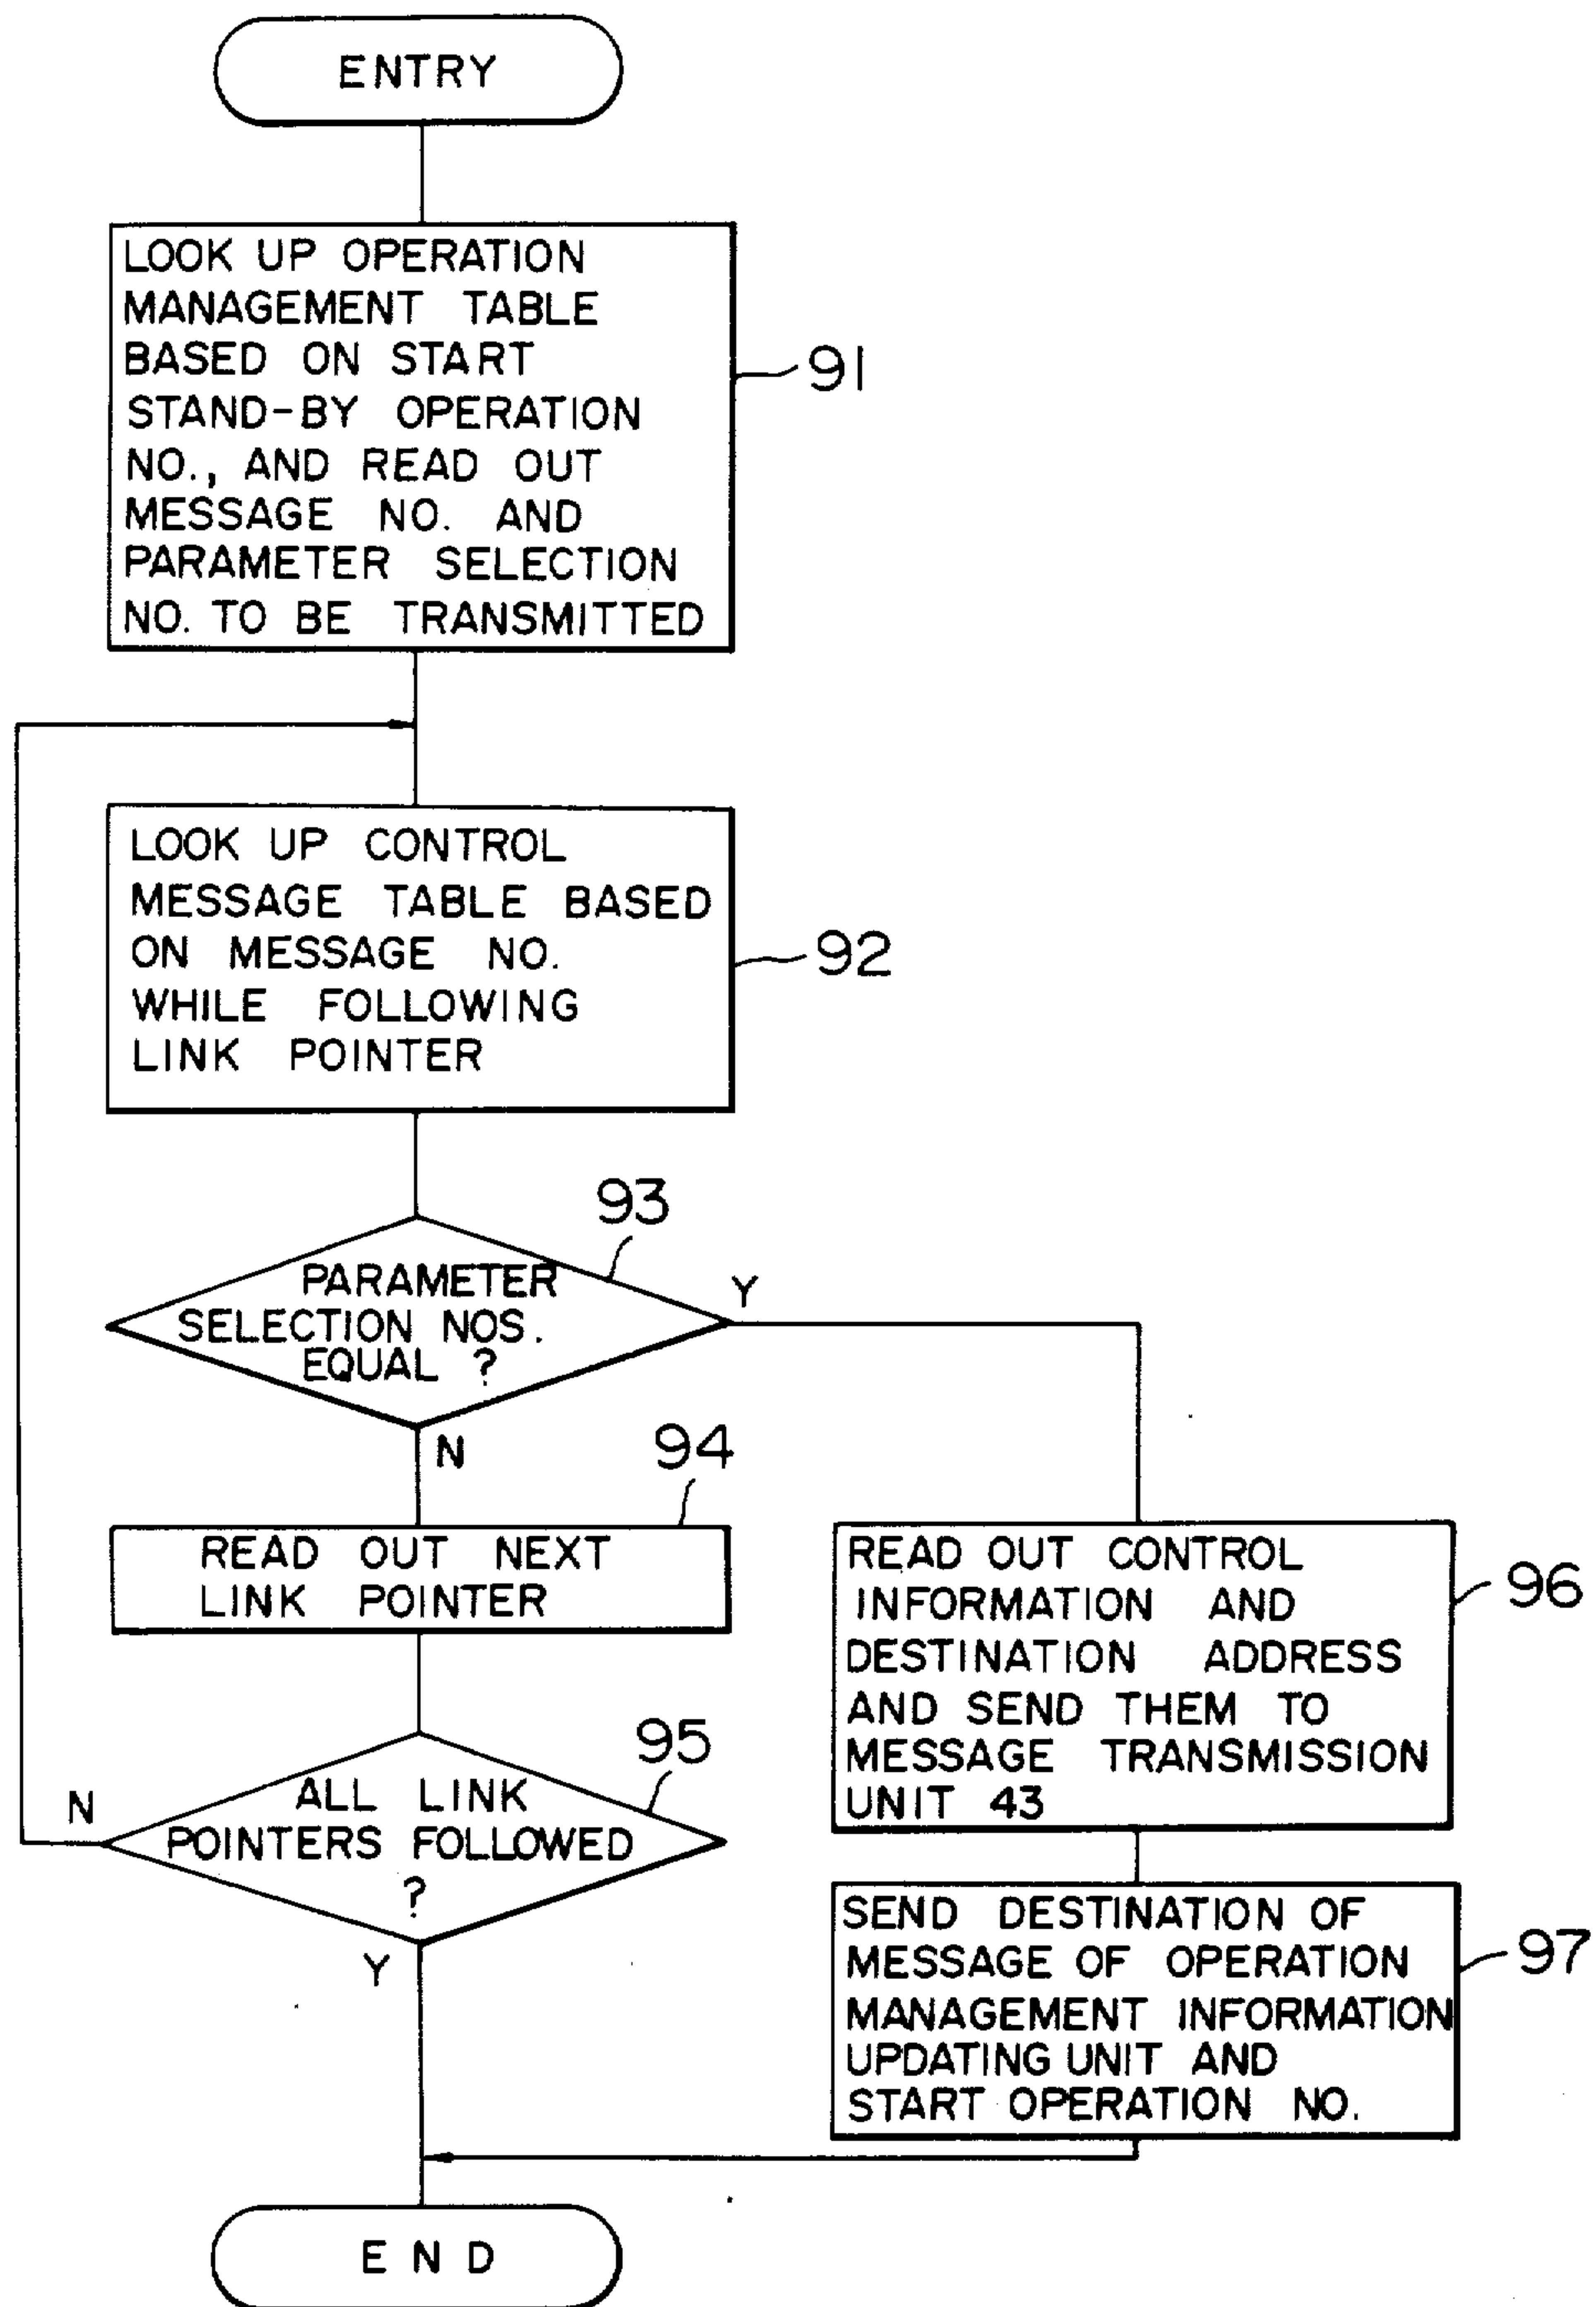 ENTRY
LOOK UP OPERATION
MANAGEMENT TABLE
BASED ON START
STAND-BY OPERATION
NO., AND READ OUT
MESSAGE NO. AND
PARAMETER SELECTION
NO. TO BE TRANSMITTED
91
LOOK UP CONTROL
MESSAGE TABLE BASED
ON MESSAGE NO.
WHILE FOLLOWING
LINK POINTER
92
93
PARAMETER
SELECTION NOS.
EQUAL ?
Y
N
94
READ OUT NEXT
LINK POINTER
95
ALL LINK
POINTERS FOLLOWED
?
N
Y
READ OUT CONTROL
INFORMATION AND
DESTINATION ADDRESS
AND SEND THEM TO
MESSAGE TRANSMISSION
UNIT 43
96
SEND DESTINATION OF
MESSAGE OF OPERATION
MANAGEMENT INFORMATION
UPDATING UNIT AND
START OPERATION NO.
97
END